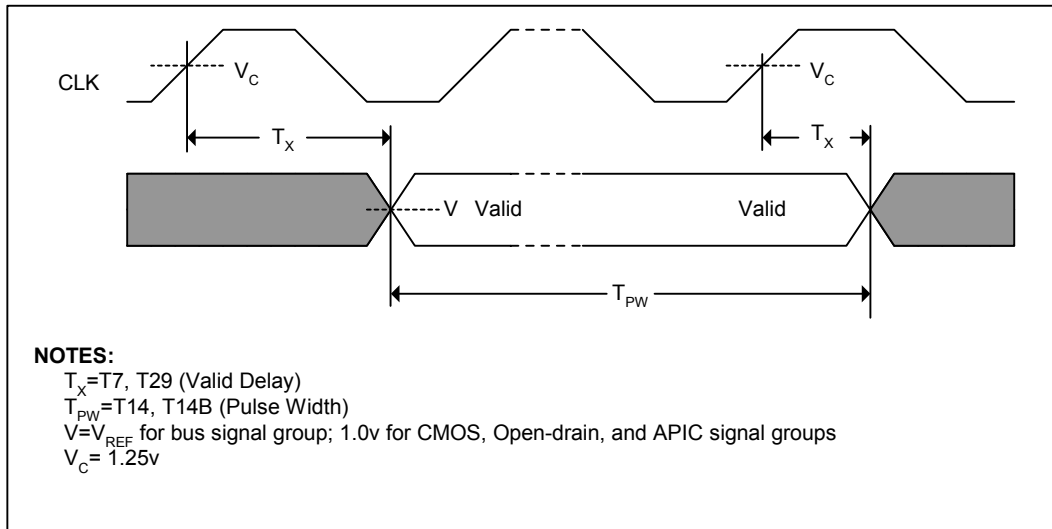 CLK
V_C
V_C
T_X
T_X
V Valid
Valid
T_PW
NOTES:
T_X=T7, T29 (Valid Delay)
T_PW=T14, T14B (Pulse Width)
V=V_REF for bus signal group; 1.0v for CMOS, Open-drain, and APIC signal groups
V_C= 1.25v